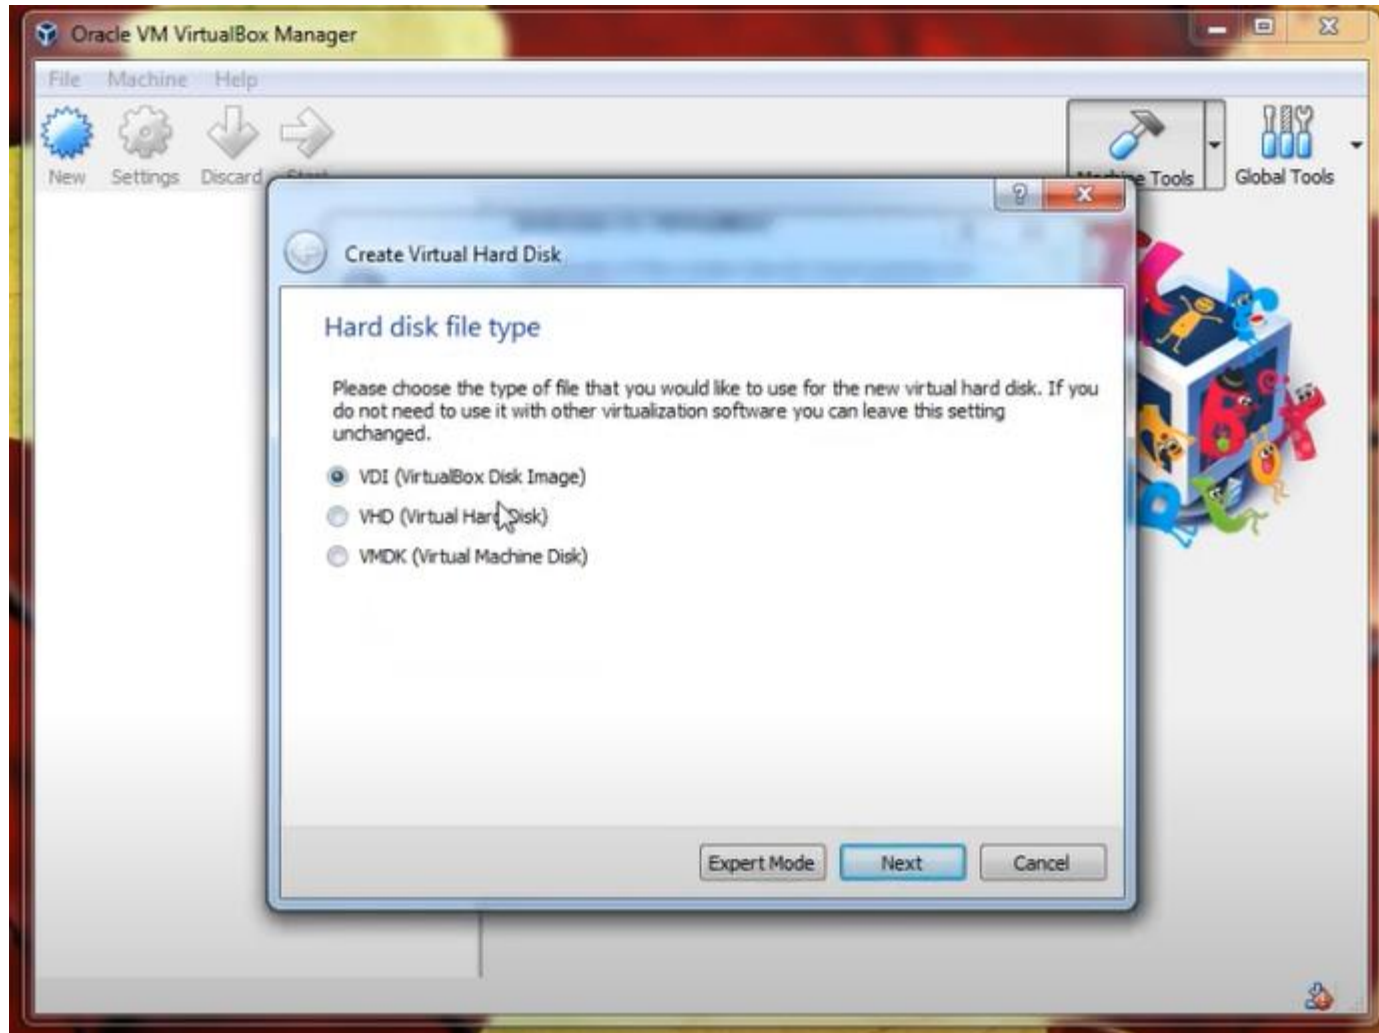 Oracle VM VirtualBox Manager
File Machine Help
New Settings Discard Start
Machine Tools
Global Tools
Create Virtual Hard Disk
Hard disk file type
Please choose the type of file that you would like to use for the new virtual hard disk. If you
do not need to use it with other virtualization software you can leave this setting
unchanged.
VDI (VirtualBox Disk Image)
VHD (Virtual Hard Disk)
VMDK (Virtual Machine Disk)
Expert Mode Next Cancel